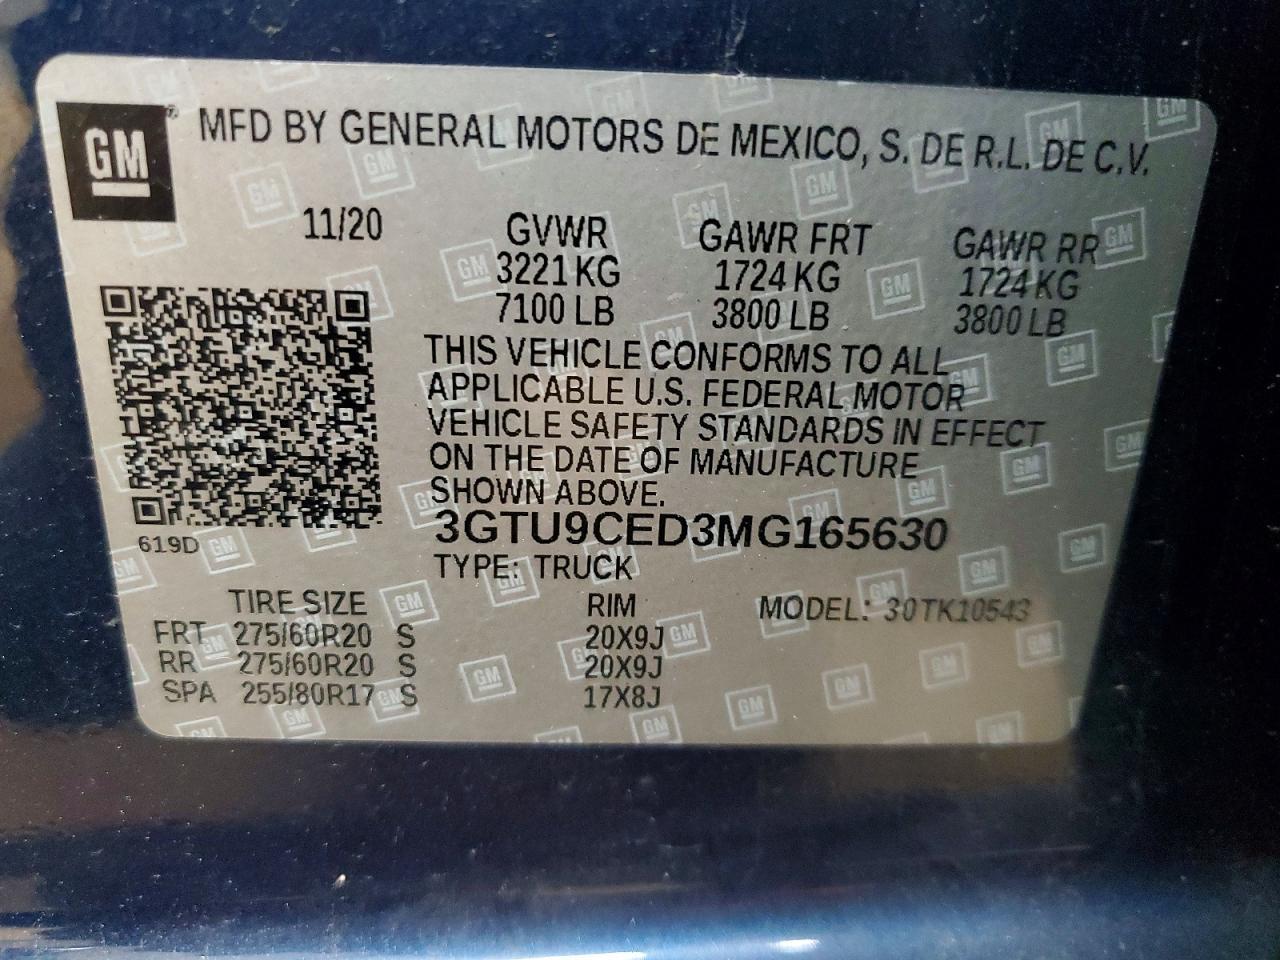 GM
MFD BY GENERAL MOTORS DE MEXICO, S. DE R.L. DE C.V.
11/20 GVWR GAWR FRT GAWR RR
3221 KG 1724 KG 1724 KG
7100 LB 3800 LB 3800 LB
THIS VEHICLE CONFORMS TO ALL
APPLICABLE U.S. FEDERAL MOTOR
VEHICLE SAFETY STANDARDS IN EFFECT
ON THE DATE OF MANUFACTURE
SHOWN ABOVE.
3GTU9CED3MG165630
619D
TYPE: TRUCK
TIRE SIZE RIM MODEL: 30TK10543
FRT 275/60R20 S 20X9J
RR 275/60R20 S 20X9J
SPA 255/80R17 S 17X8J